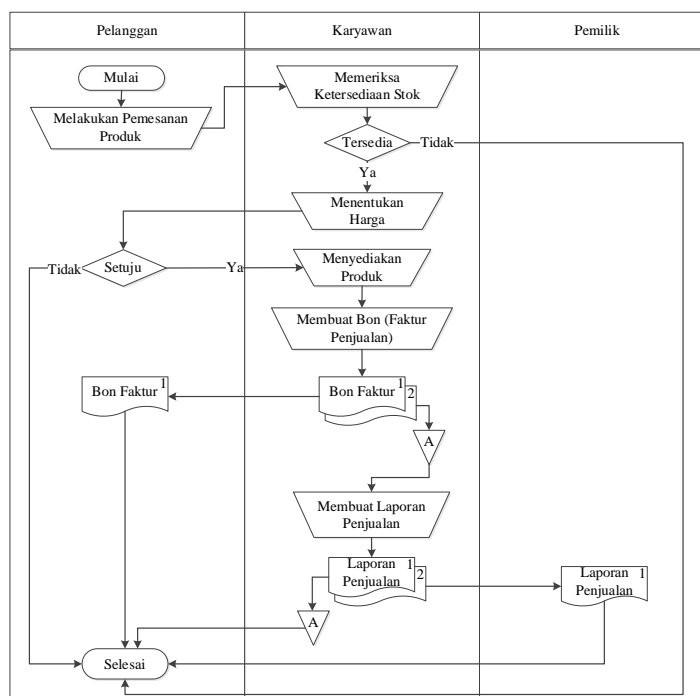 Pelanggan
Karyawan
Pemilik
Mulai
Melakukan Pemesanan
Produk
Memeriksa
Ketersediaan Stok
Tersedia
Tidak
Ya
Menentukan
Harga
Tidak
Setuju
Ya
Menyediakan
Produk
Membuat Bon (Faktur
Penjualan)
Bon Faktur 1
Bon Faktur 1
2
A
Membuat Laporan
Penjualan
Laporan 1
Penjualan 2
Laporan 1
Penjualan
A
Selesai